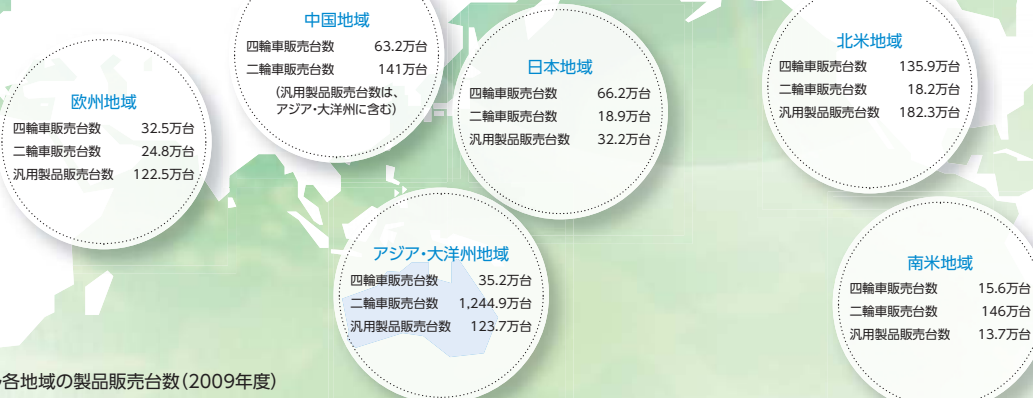 中国地域
四輪車販売台数 63.2万台
二輪車販売台数 141万台
(汎用製品販売台数は、
アジア・大洋州に含む)
北米地域
四輪車販売台数 135.9万台
二輪車販売台数 18.2万台
汎用製品販売台数 182.3万台
日本地域
四輪車販売台数 66.2万台
二輪車販売台数 18.9万台
汎用製品販売台数 32.2万台
欧州地域
四輪車販売台数 32.5万台
二輪車販売台数 24.8万台
汎用製品販売台数 122.5万台
アジア・大洋州地域
四輪車販売台数 35.2万台
二輪車販売台数 1,244.9万台
汎用製品販売台数 123.7万台
南米地域
四輪車販売台数 15.6万台
二輪車販売台数 146万台
汎用製品販売台数 13.7万台
各地域の製品販売台数(2009年度)